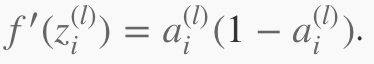 f′(z_i^{(l)}) = a_i^{(l)}(1 − a_i^{(l)}).